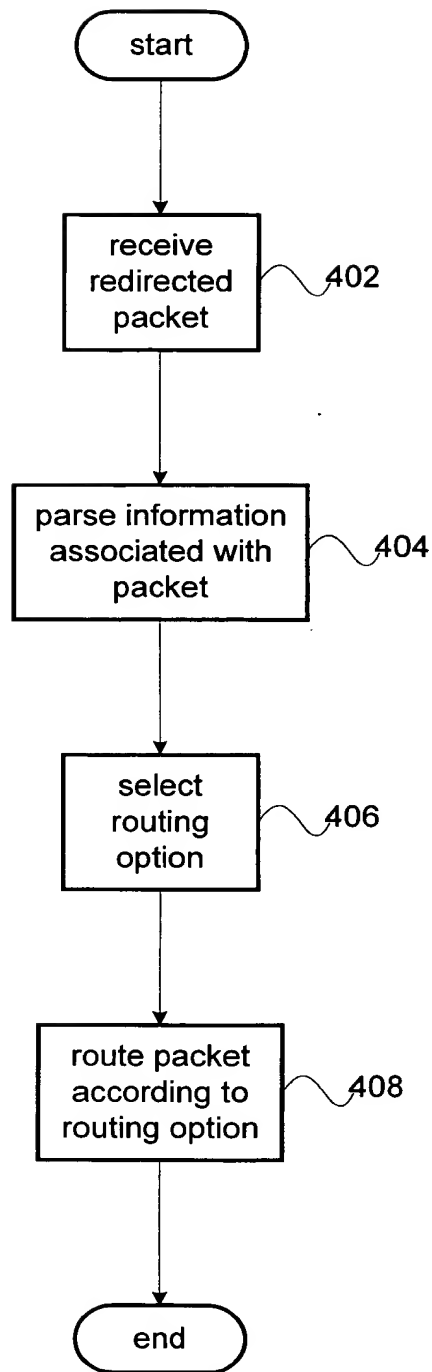 start
receive
redirected
packet
402
parse information
associated with
packet
404
select
routing
option
406
route packet
according to
routing option
408
end